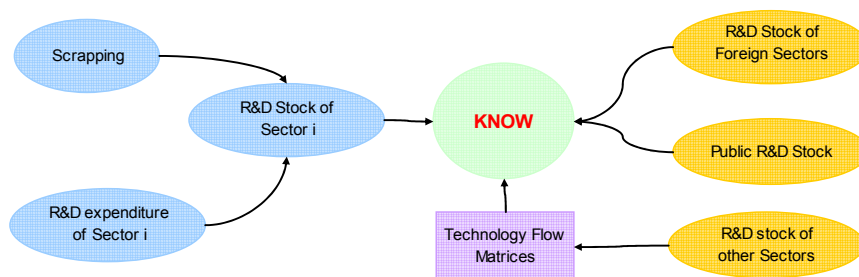 Scrapping
R&D Stock of
Sector i
R&D expenditure
of Sector i
KNOW
Technology Flow
Matrices
R&D Stock of
Foreign Sectors
Public R&D Stock
R&D stock of
other Sectors